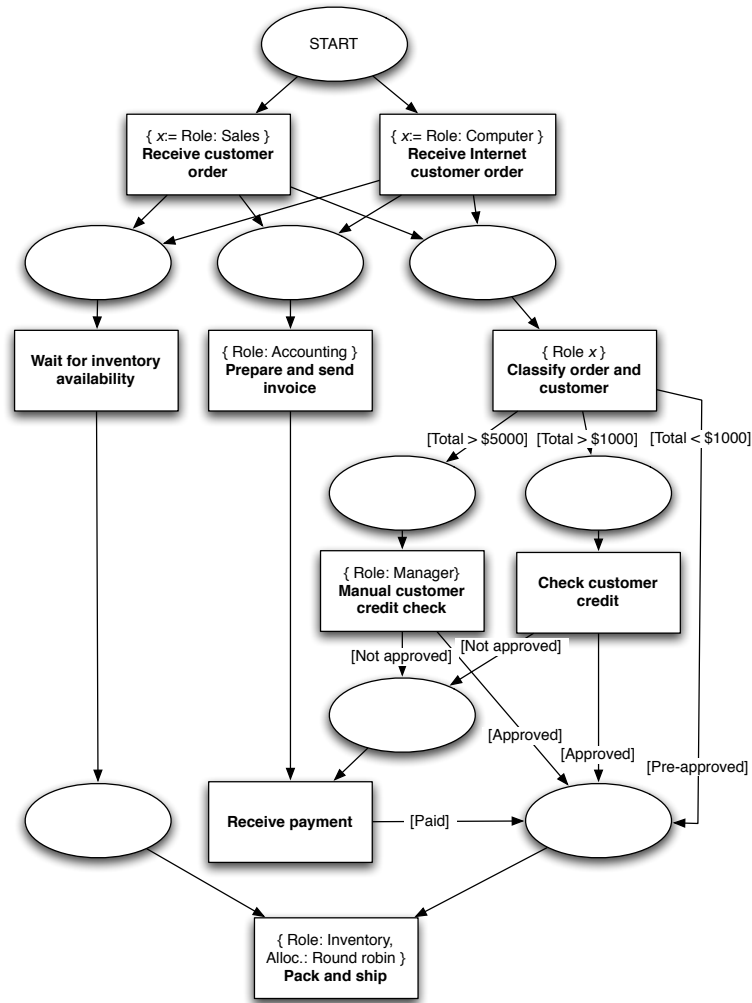 START
{ x:= Role: Sales }
Receive customer
order
{ x:= Role: Computer }
Receive Internet
customer order
Wait for inventory
availability
{ Role: Accounting }
Prepare and send
invoice
{ Role x }
Classify order and
customer
[Total > $5000]
[Total > $1000]
[Total < $1000]
{ Role: Manager}
Manual customer
credit check
Check customer
credit
[Not approved]
[Not approved]
[Approved]
[Approved]
[Pre-approved]
Receive payment
[Paid]
{ Role: Inventory,
Alloc.: Round robin }
Pack and ship